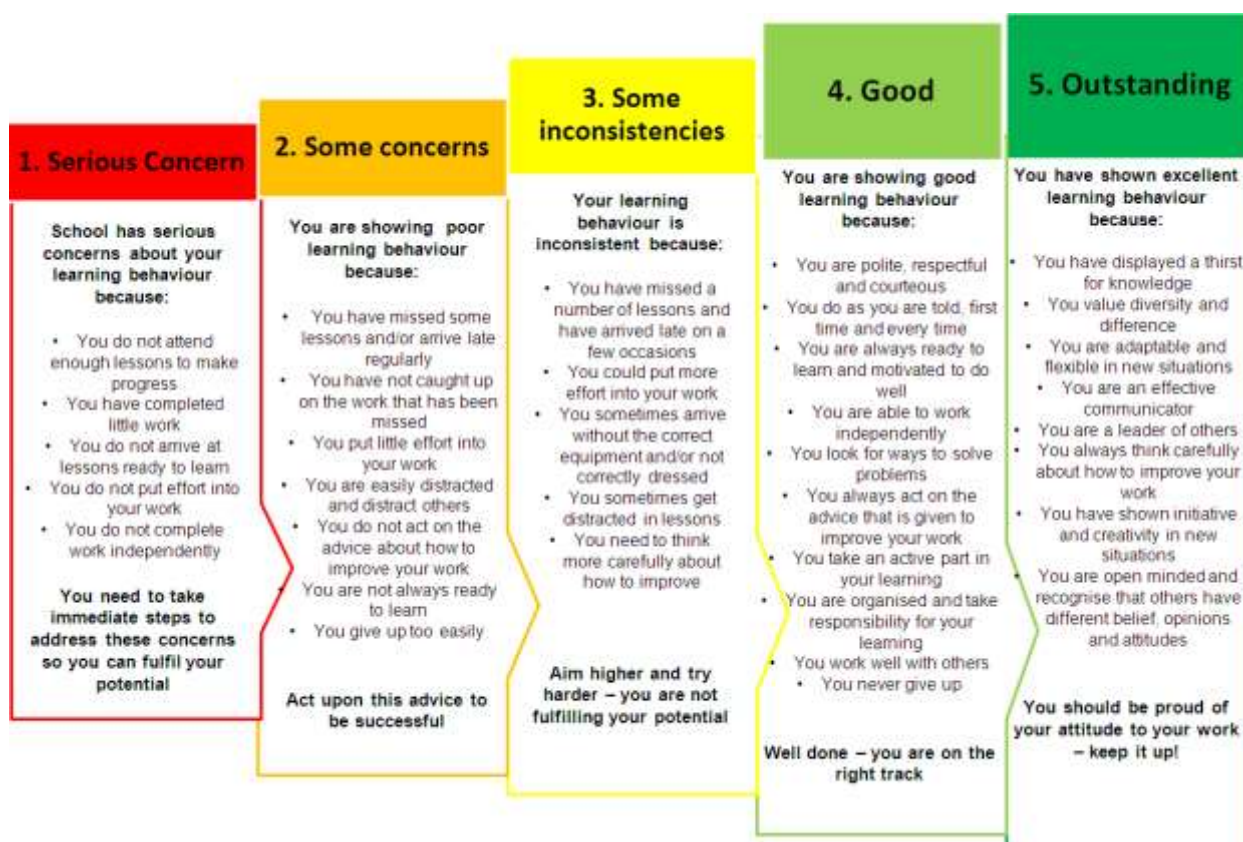 1. Serious Concern
School has serious
concerns about your
learning behaviour
because:
• You do not attend
enough lessons to make
progress
• You have completed
little work
• You do not arrive at
lessons ready to learn
• You do not put effort into
your work
• You do not complete
work independently
You need to take
immediate steps to
address these concerns
so you can fulfil your
potential
2. Some concerns
You are showing poor
learning behaviour
because:
• You have missed some
lessons and/or arrive late
regularly
• You have not caught up
on the work that has been
missed
• You put little effort into
your work
• You are easily distracted
and distract others
• You do not act on the
advice about how to
improve your work
• You are not always ready
to learn
• You give up too easily
Act upon this advice to
be successful
3. Some
inconsistencies
Your learning
behaviour is
inconsistent because:
• You have missed a
number of lessons and
have arrived late on a
few occasions
• You could put more
effort into your work
• You sometimes arrive
without the correct
equipment and/or not
correctly dressed
• You sometimes get
distracted in lessons
• You need to think
more carefully about
how to improve
Aim higher and try
harder – you are not
fulfilling your potential
4. Good
You are showing good
learning behaviour
because:
• You are polite, respectful
and courteous
• You do as you are told, first
time and every time
• You are always ready to
learn and motivated to do
well
• You are able to work
independently
• You look for ways to solve
problems
• You always act on the
advice that is given to
improve your work
• You take an active part in
your learning
• You are organised and take
responsibility for your
learning
• You work well with others
• You never give up
Well done – you are on the
right track
5. Outstanding
You have shown excellent
learning behaviour
because:
• You have displayed a thirst
for knowledge
• You value diversity and
difference
• You are adaptable and
flexible in new situations
• You are an effective
communicator
• You are a leader of others
• You always think carefully
about how to improve your
work
• You have shown initiative
and creativity in new
situations
• You are open minded and
recognise that others have
different belief, opinions
and attitudes
You should be proud of
your attitude to your work
– keep it up!